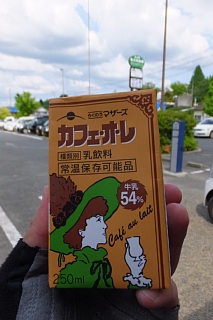 らくのうマザーズ
カフェ・オ・レ
種類別 乳飲料
常温保存可能品
牛乳
54%
Café au lait
250ml